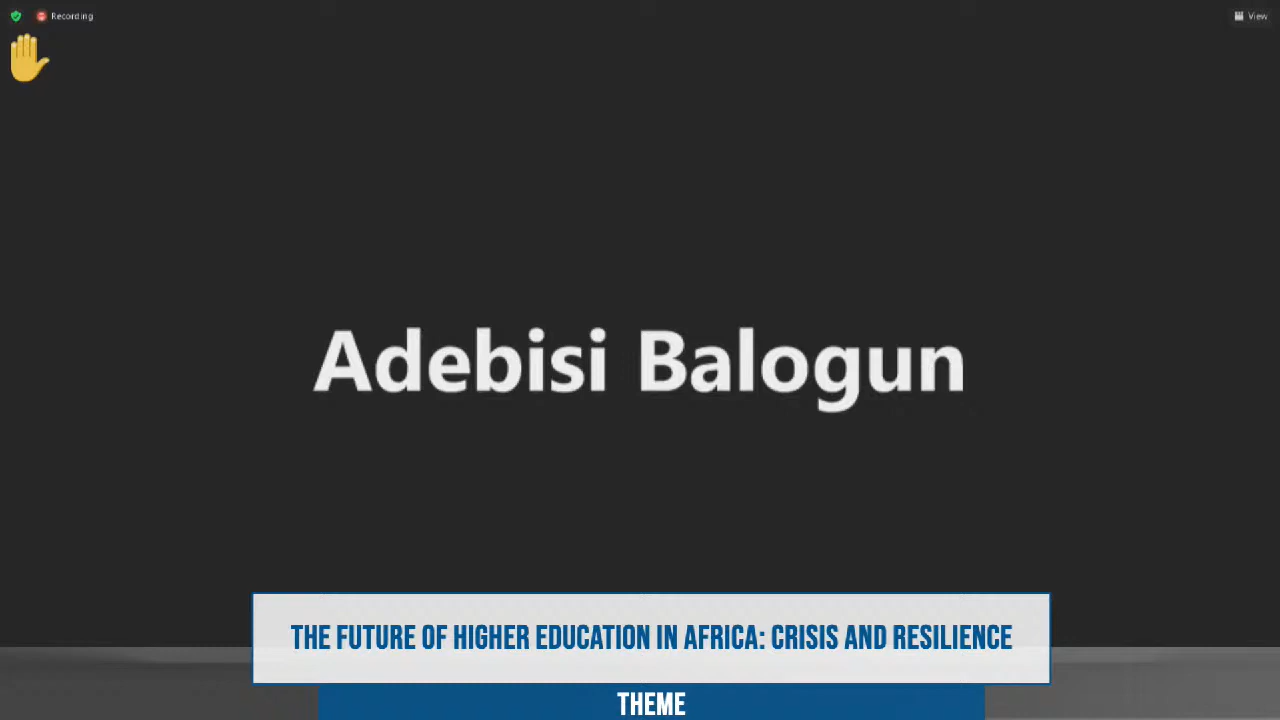 Recording
View
Adebisi Balogun
THE FUTURE OF HIGHER EDUCATION IN AFRICA: CRISIS AND RESILIENCE
THEME